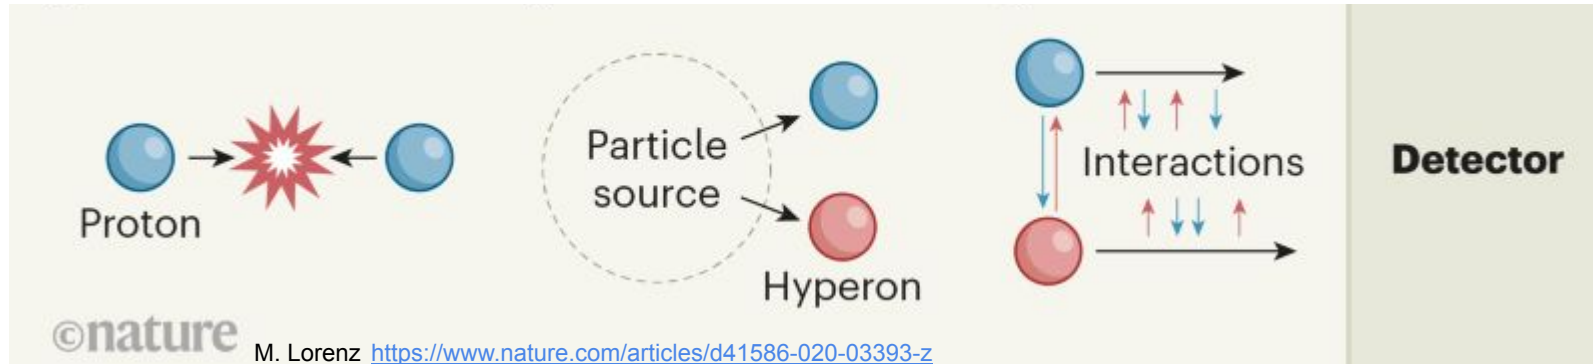 Proton
Particle
source
Hyperon
Interactions
Detector
©nature M. Lorenz https://www.nature.com/articles/d41586-020-03393-z